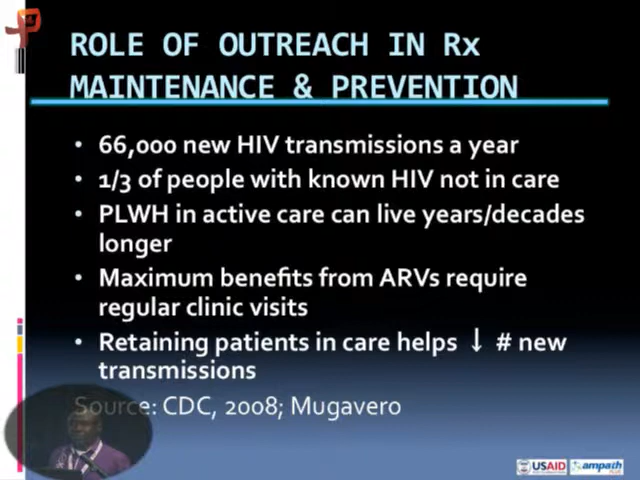 ROLE OF OUTREACH IN Rx
MAINTENANCE & PREVENTION
• 66,000 new HIV transmissions a year
• 1/3 of people with known HIV not in care
• PLWH in active care can live years/decades
longer
• Maximum benefits from ARVs require
regular clinic visits
• Retaining patients in care helps ↓ # new
transmissions
Source: CDC, 2008; Mugavero
USAID ampath